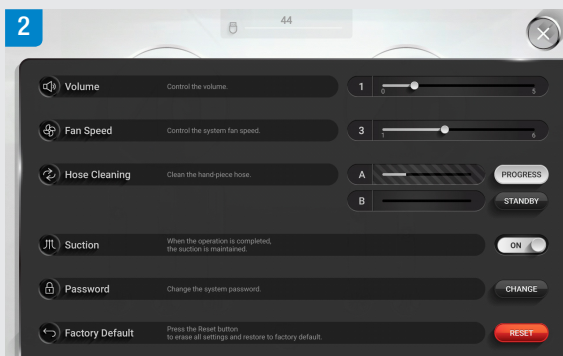 2
44
Volume
Control the volume.
1
0
5
Fan Speed
Control the system fan speed.
3
1
6
Hose Cleaning
Clean the hand-piece hose.
A
PROGRESS
B
STANDBY
Suction
When the operation is completed,
the suction is maintained.
ON
Password
Change the system password.
CHANGE
Factory Default
Press the Reset button
to erase all settings and restore to factory default.
RESET